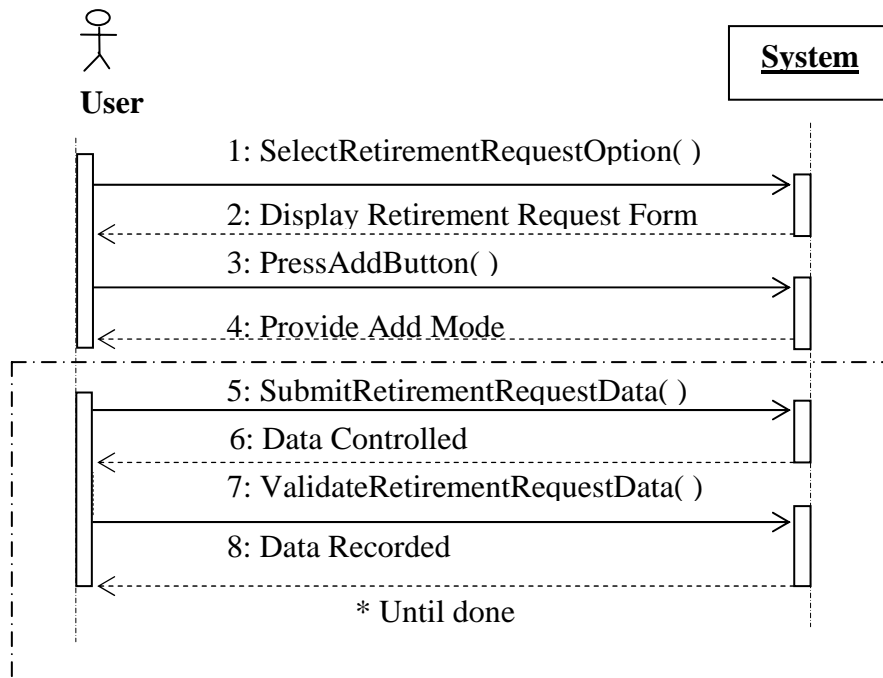 User
System
1: SelectRetirementRequestOption( )
2: Display Retirement Request Form
3: PressAddButton( )
4: Provide Add Mode
5: SubmitRetirementRequestData( )
6: Data Controlled
7: ValidateRetirementRequestData( )
8: Data Recorded
* Until done